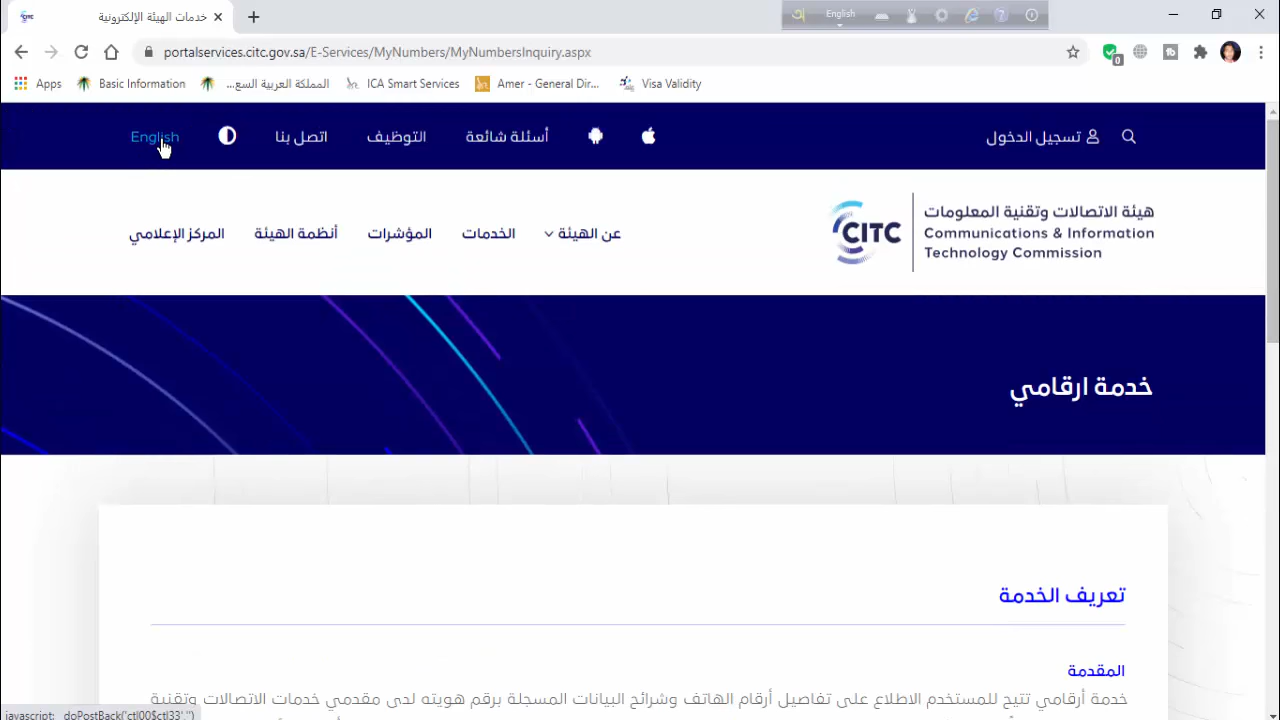 خدمات الهيئة الإلكترونية
English
portalservices.citc.gov.sa/E-Services/MyNumbers/MyNumbersInquiry.aspx
0
Apps
Basic Information
المملكة العربية السع...
ICA Smart Services
Amer - General Dir...
Visa Validity
تسجيل الدخول
أسئلة شائعة
التوظيف
اتصل بنا
English
CITC
هيئة الاتصالات وتقنية المعلومات
Communications & Information
Technology Commission
عن الهيئة
الخدمات
المؤشرات
أنظمة الهيئة
المركز الإعلامي
خدمة ارقامي
تعريف الخدمة
المقدمة
خدمة أرقامي تتيح للمستخدم الاطلاع على تفاصيل أرقام الهاتف وشرائح البيانات المسجلة برقم هويته لدى مقدمي خدمات الاتصالات وتقنية
javascript:__doPostBack('ctl00$ctl33','')